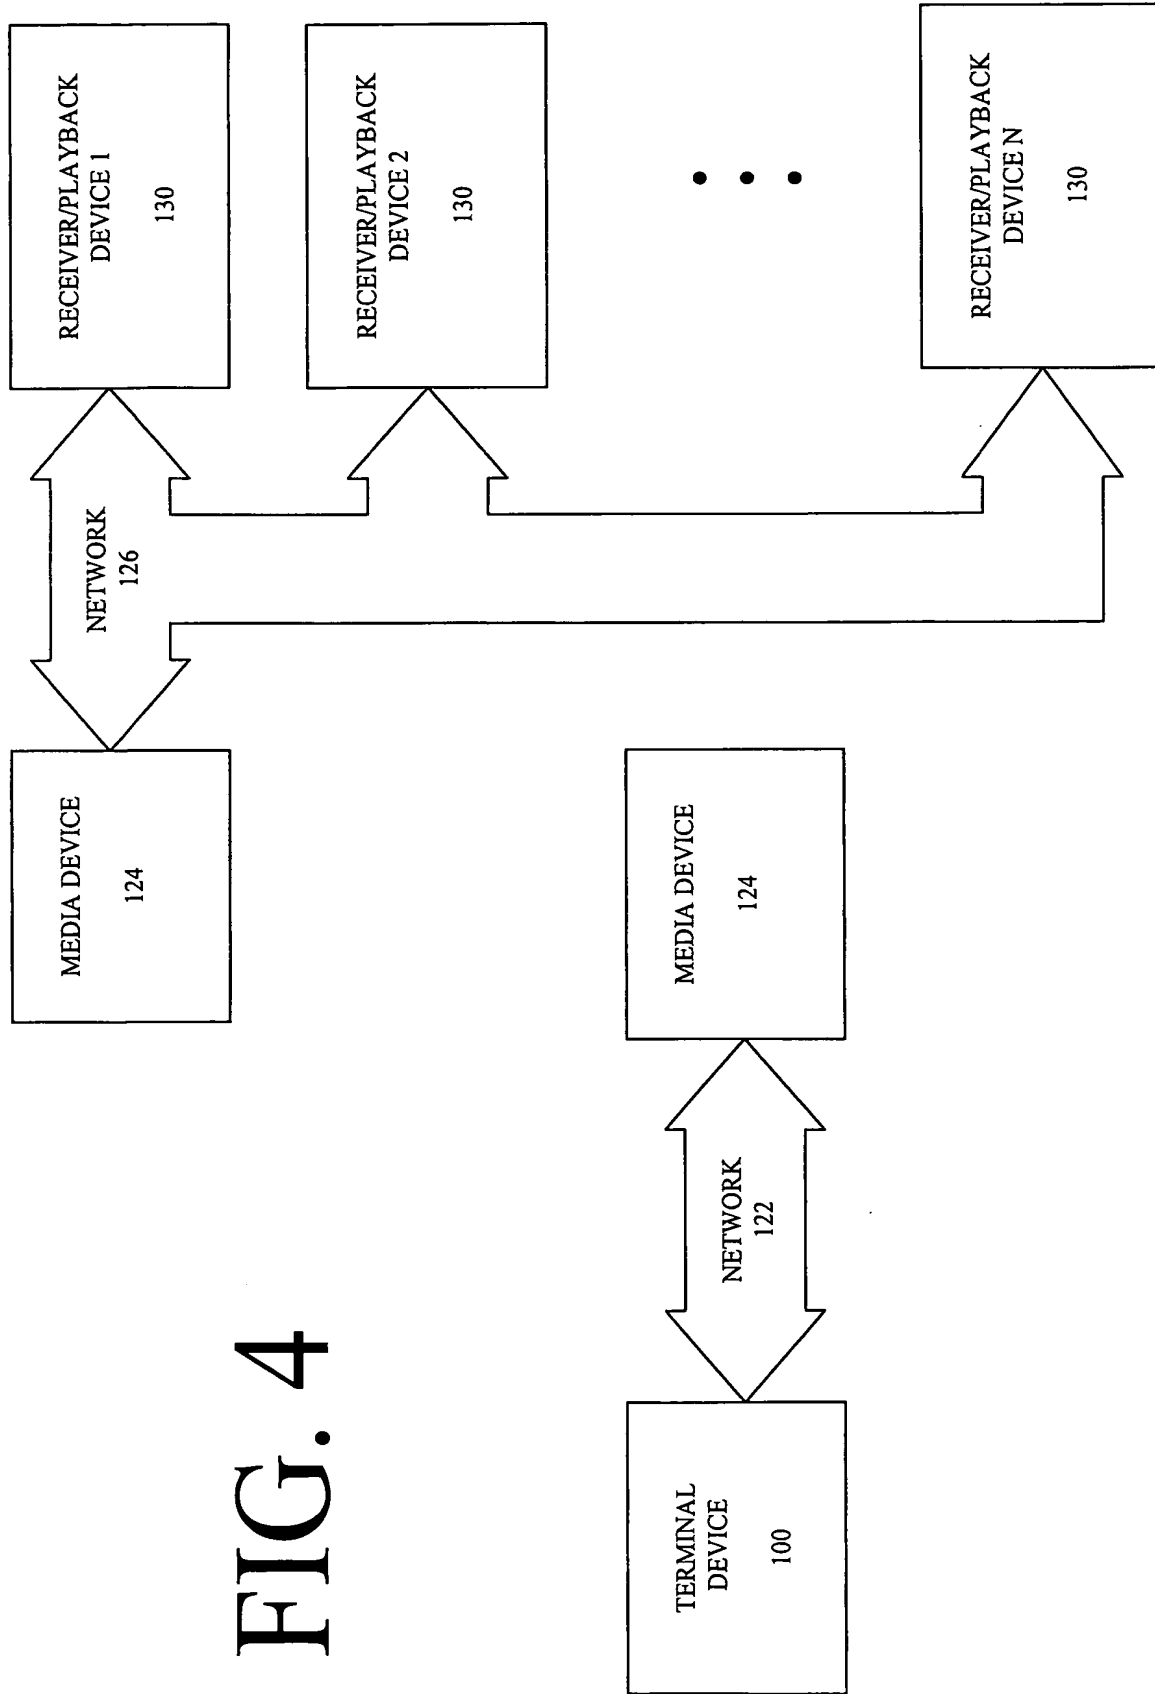 MEDIA DEVICE
124
NETWORK
126
RECEIVER/PLAYBACK
DEVICE 1
130
RECEIVER/PLAYBACK
DEVICE 2
130
RECEIVER/PLAYBACK
DEVICE N
130
FIG. 4
TERMINAL
DEVICE
100
NETWORK
122
MEDIA DEVICE
124